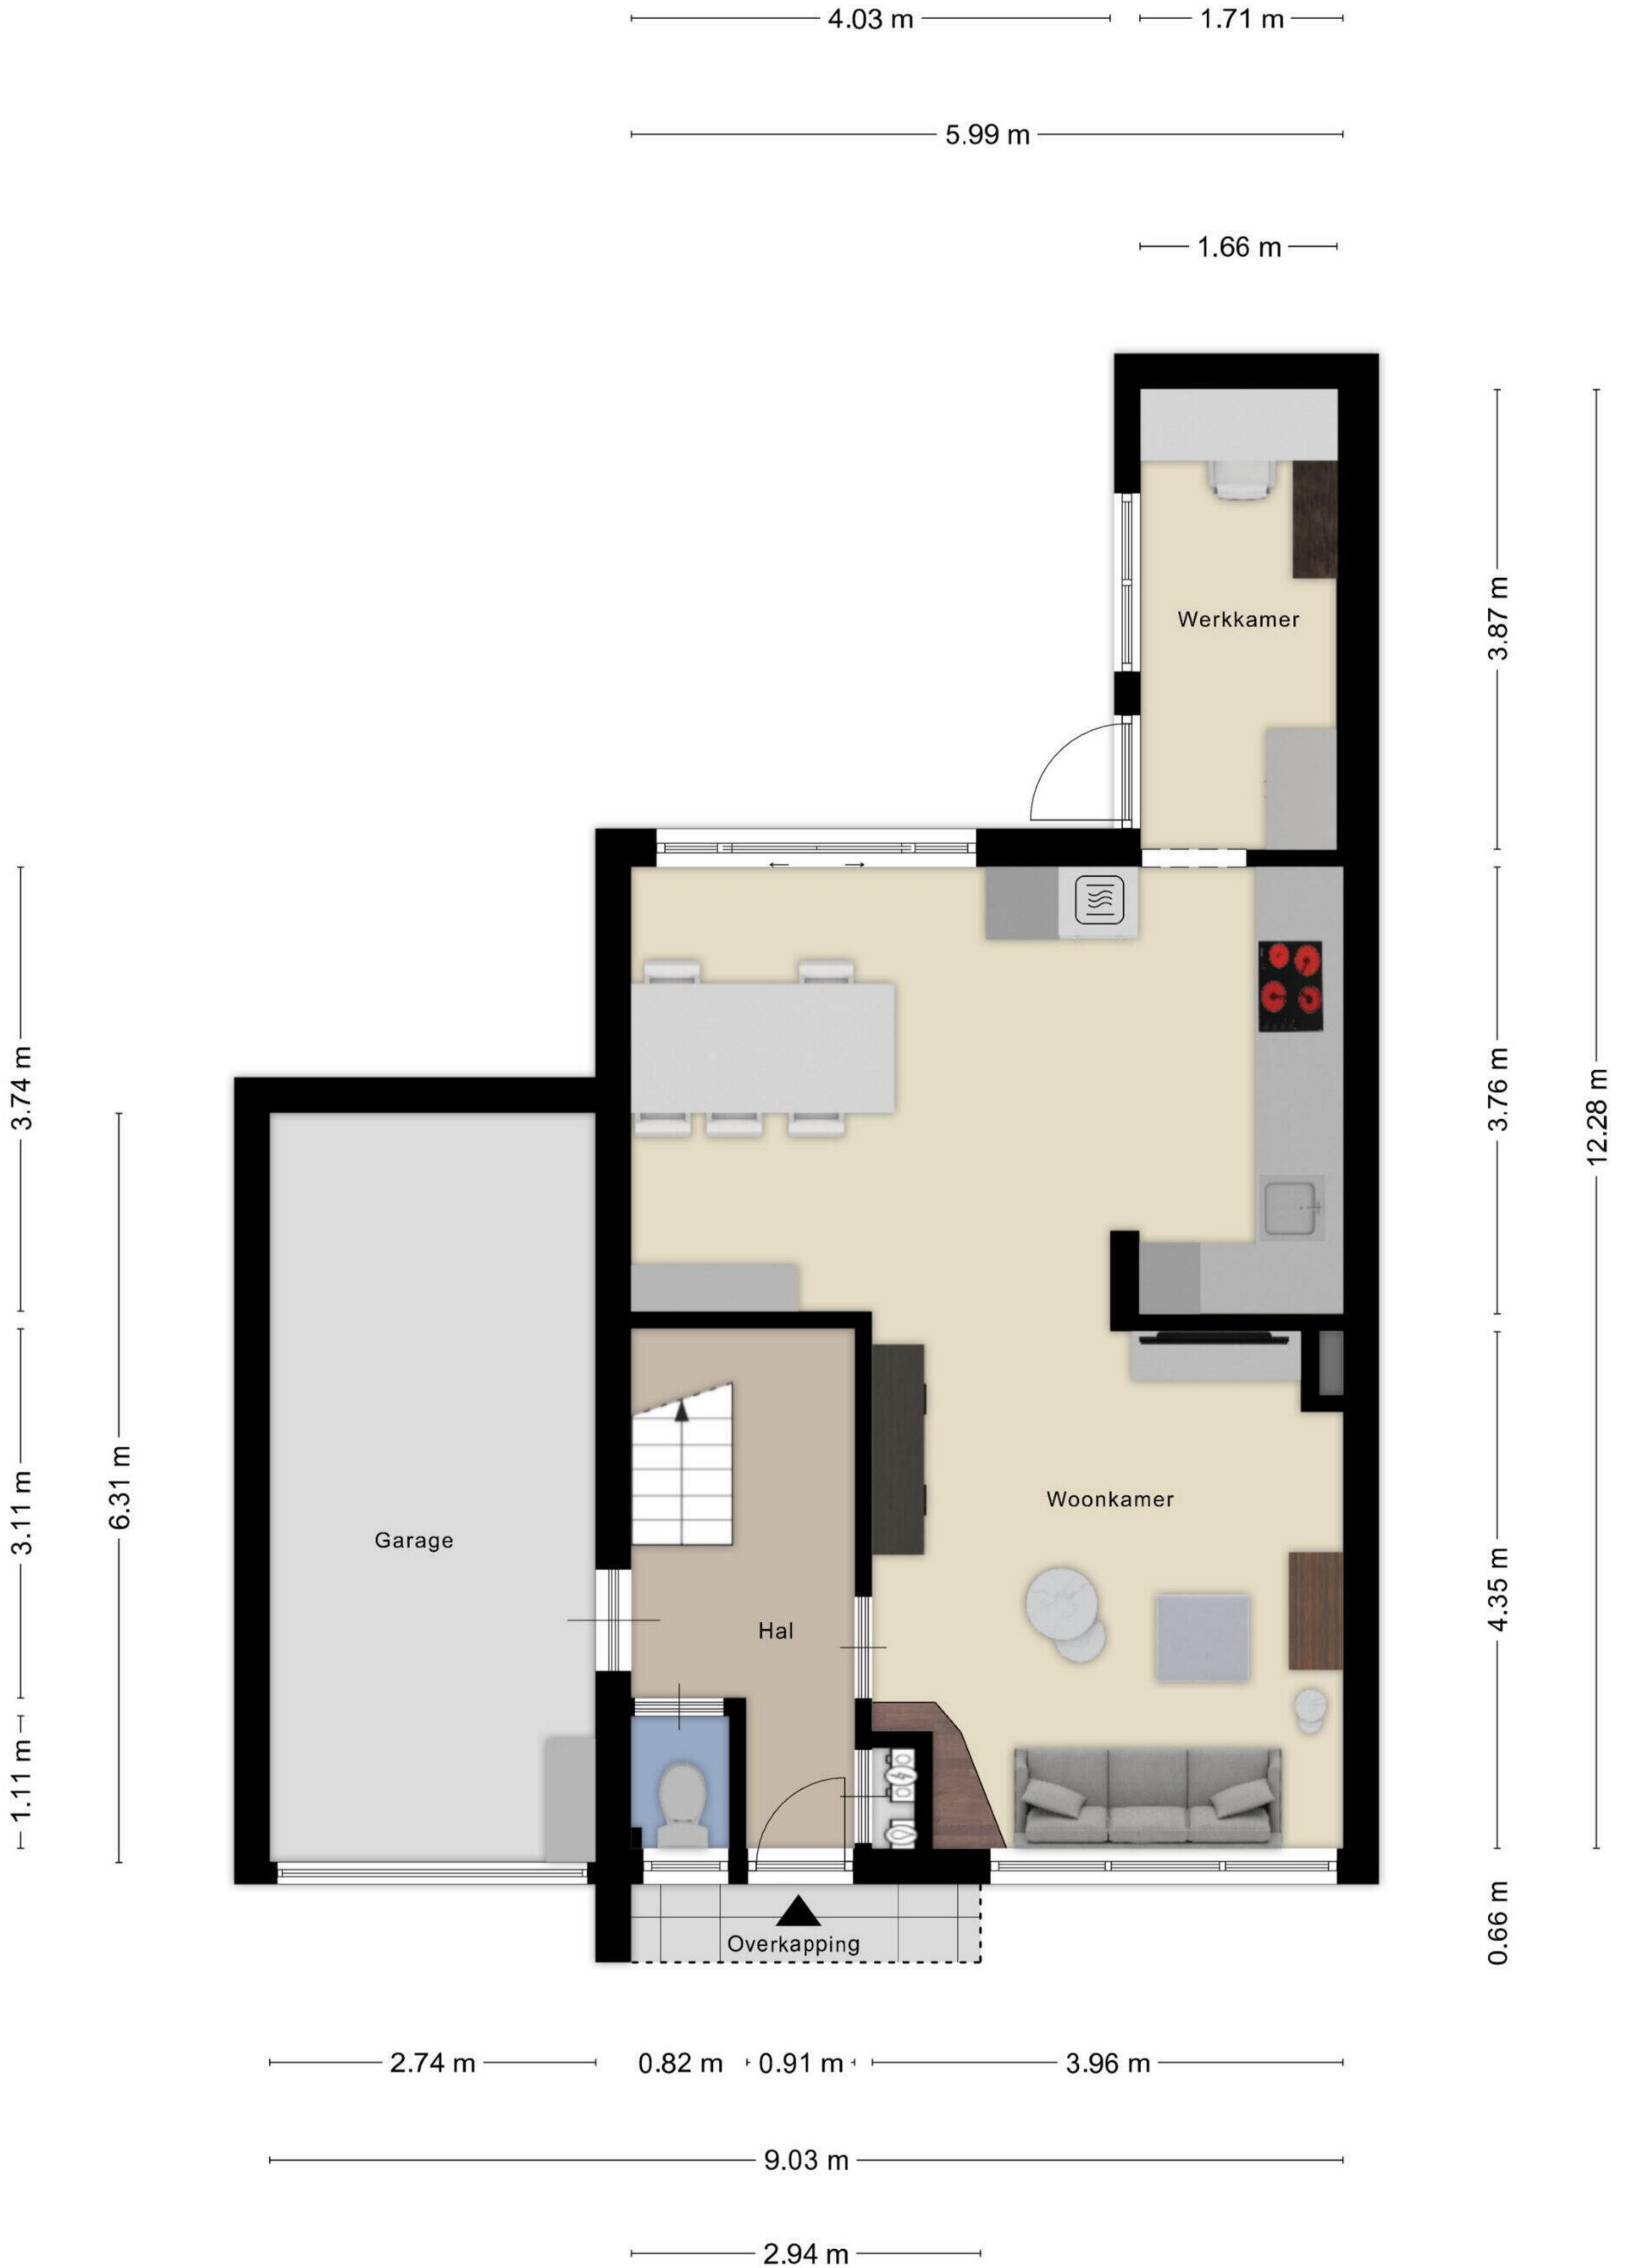 4.03 m
1.71 m
5.99 m
1.66 m
Werkkamer
3.87 m
3.74 m
3.76 m
12.28 m
6.31 m
3.11 m
Garage
Woonkamer
Hal
4.35 m
1.11 m
0.66 m
Overkapping
2.74 m
0.82 m
0.91 m
3.96 m
9.03 m
2.94 m